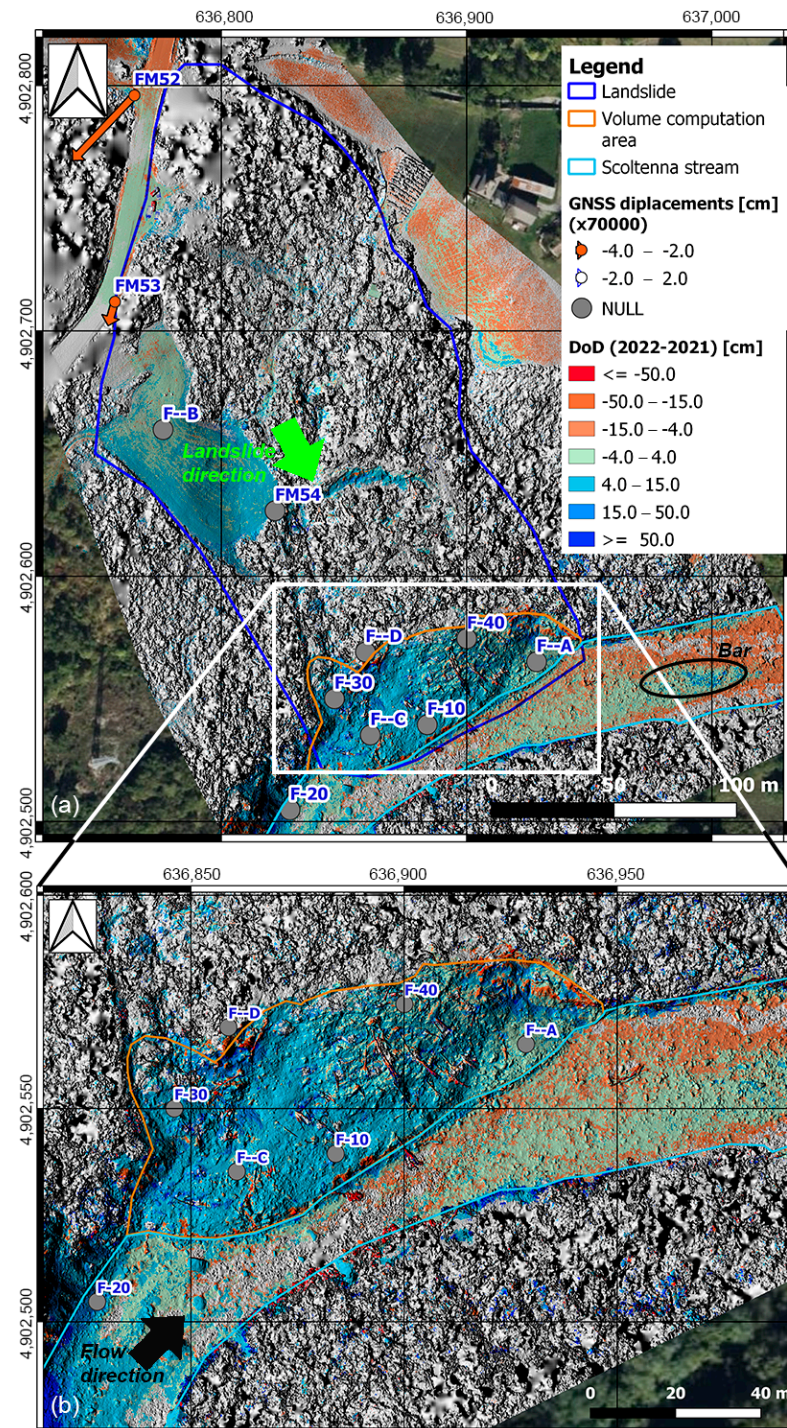 636,800
636,900
637,000
4,902,800
4,902,700
4,902,600
4,902,500
FM52
FM53
F--B
Landslide
direction
FM54
F--D
F-40
F--A
F-30
F--C
F-10
F-20
Bar
0
50
100 m
(a)
Legend
Landslide
Volume computation
area
Scoltenna stream
GNSS diplacements [cm]
(x70000)
-4.0 – -2.0
-2.0 – 2.0
NULL
DoD (2022-2021) [cm]
<= -50.0
-50.0 – -15.0
-15.0 – -4.0
-4.0 – 4.0
4.0 – 15.0
15.0 – 50.0
>= 50.0
636,850
636,900
636,950
4,902,600
4,902,550
4,902,500
F--D
F-40
F--A
F-30
F-10
F--C
F-20
Flow
direction
(b)
0
20
40 m